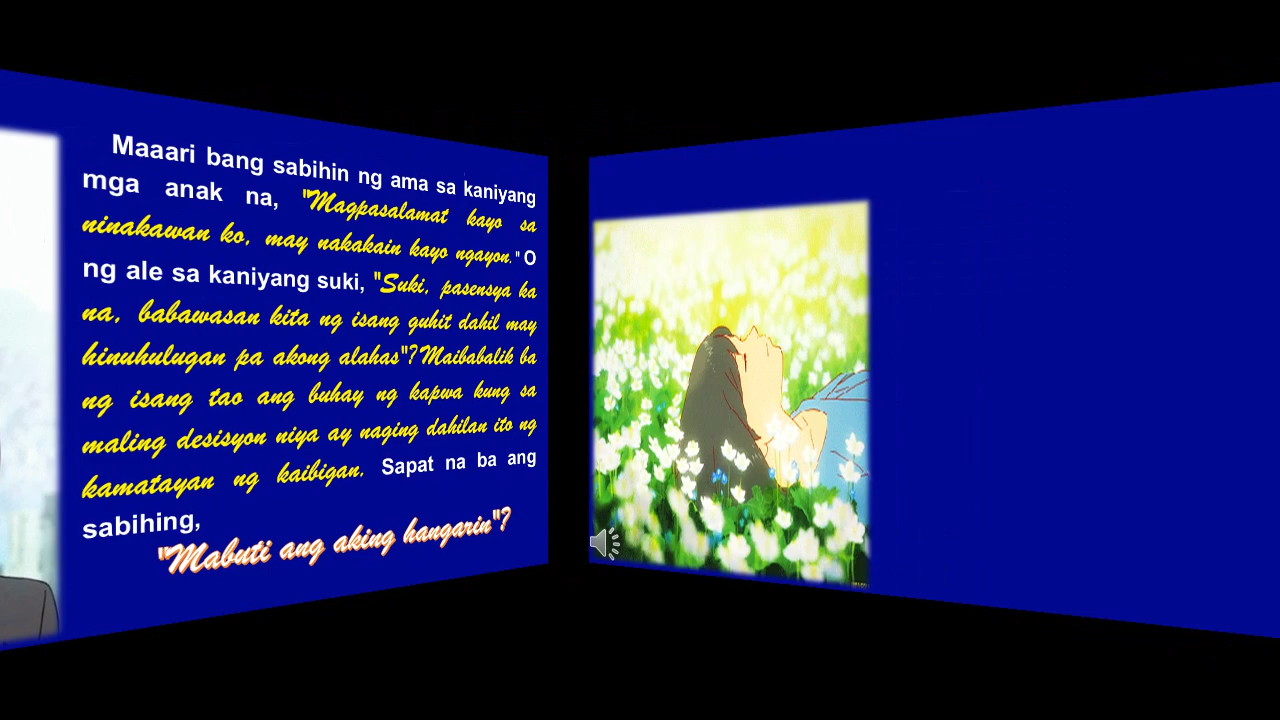 Maaari bang sabihin ng ama sa kaniyang
mga anak na, "Magpasalamat kayo sa
ninakawan ko, may nakakain kayo ngayon." O
ng ale sa kaniyang suki, "Suki, pasensya ka
na, babawasan kita ng isang guhit dahil may
hinuhulugan pa akong alahas"? Maibabalik ba
ng isang tao ang buhay ng kapwa kung sa
maling desisyon niya ay naging dahilan ito ng
kamatayan ng kaibigan. Sapat na ba ang
sabihing,
"Mabuti ang aking hangarin"?